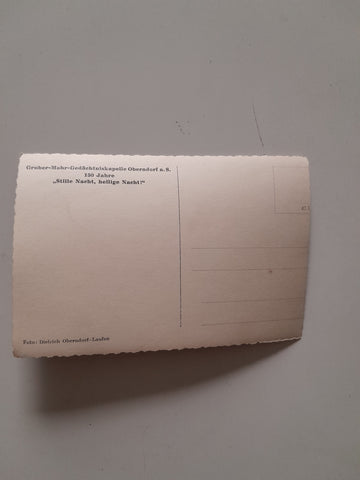 Gruber-Mohr-Gedächtniskapelle Oberndorf a. S.
150 Jahre
„Stille Nacht, heilige Nacht!"
Foto: Dietrich Oberndorf-Laufen